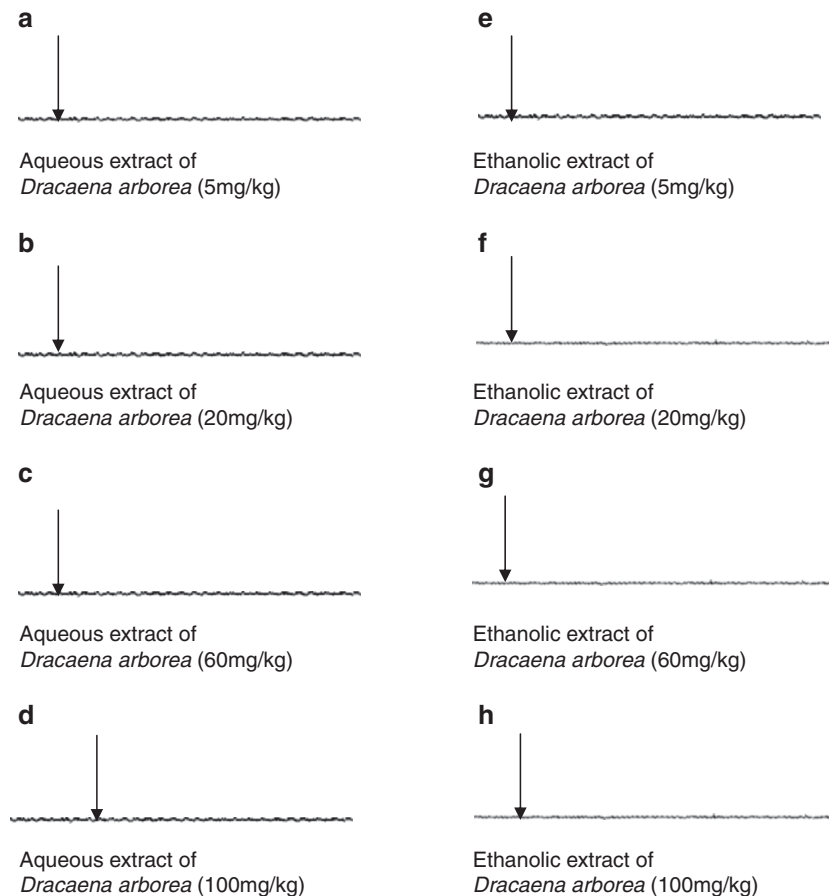 a
Aqueous extract of
Dracaena arborea (5mg/kg)
b
Aqueous extract of
Dracaena arborea (20mg/kg)
c
Aqueous extract of
Dracaena arborea (60mg/kg)
d
Aqueous extract of
Dracaena arborea (100mg/kg)
e
Ethanolic extract of
Dracaena arborea (5mg/kg)
f
Ethanolic extract of
Dracaena arborea (20mg/kg)
g
Ethanolic extract of
Dracaena arborea (60mg/kg)
h
Ethanolic extract of
Dracaena arborea (100mg/kg)